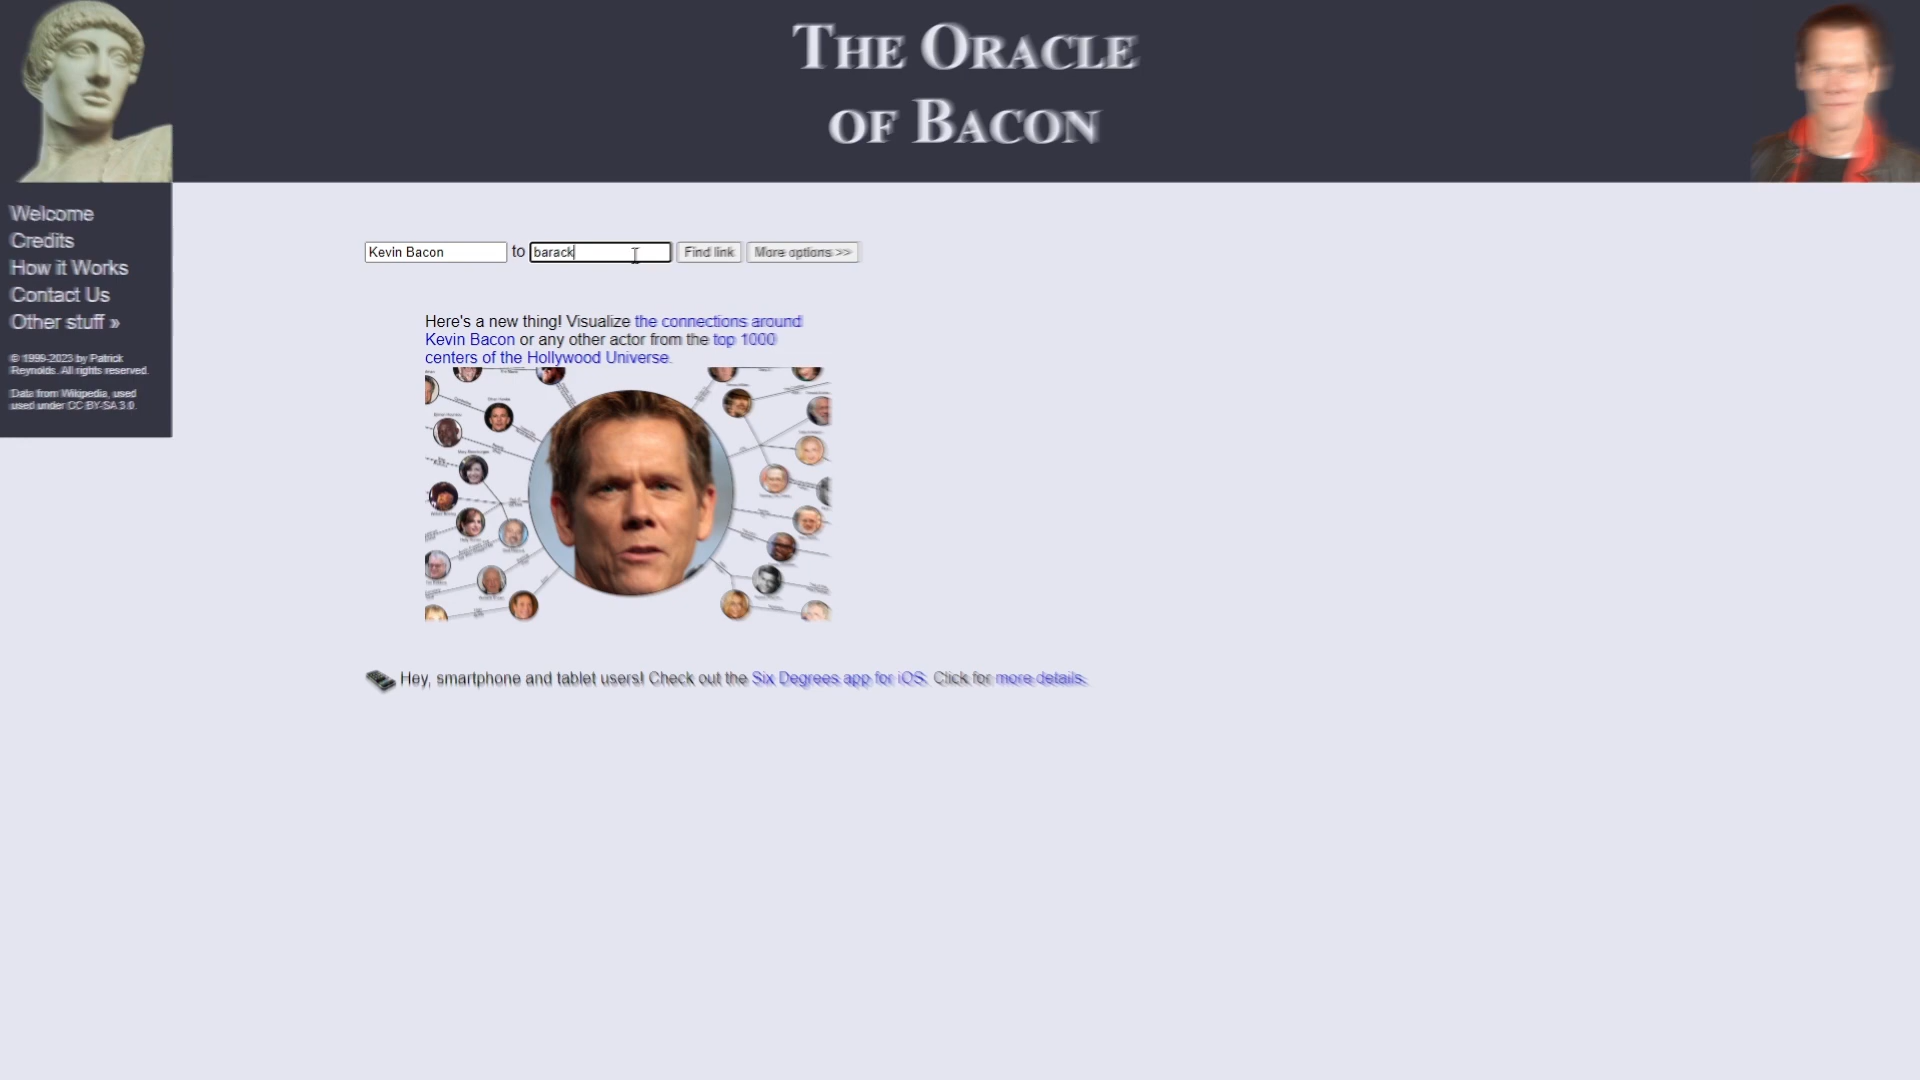 THE ORACLE
OF BACON
Welcome
Credits
How it Works
Contact Us
Other stuff »
© 1999-2023 by Patrick
Reynolds. All rights reserved.
Data from Wikipedia, used
used under CC BY-SA 3.0.
Kevin Bacon to barack Find link More options >>
Here's a new thing! Visualize the connections around
Kevin Bacon or any other actor from the top 1000
centers of the Hollywood Universe.
Hey, smartphone and tablet users! Check out the Six Degrees app for iOS. Click for more details.